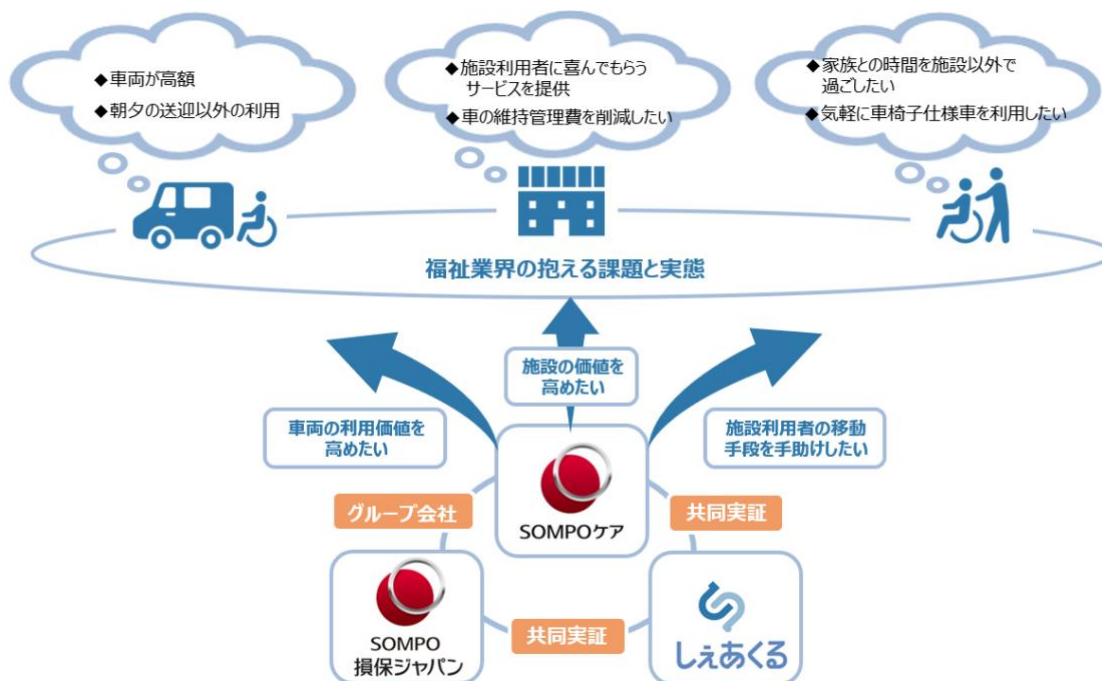 ◆車両が高額
◆朝夕の送迎以外の利用
◆施設利用者に喜んでもらう
サービスを提供
◆車の維持管理費を削減したい
◆家族との時間を施設以外で
過ごしたい
◆気軽に車椅子仕様車を利用したい
福祉業界の抱える課題と実態
施設の価値を
高めたい
車両の利用価値を
高めたい
施設利用者の移動
手段を手助けしたい
グループ会社
SOMPOケア
共同実証
SOMPO
損保ジャパン
共同実証
しぇあくる